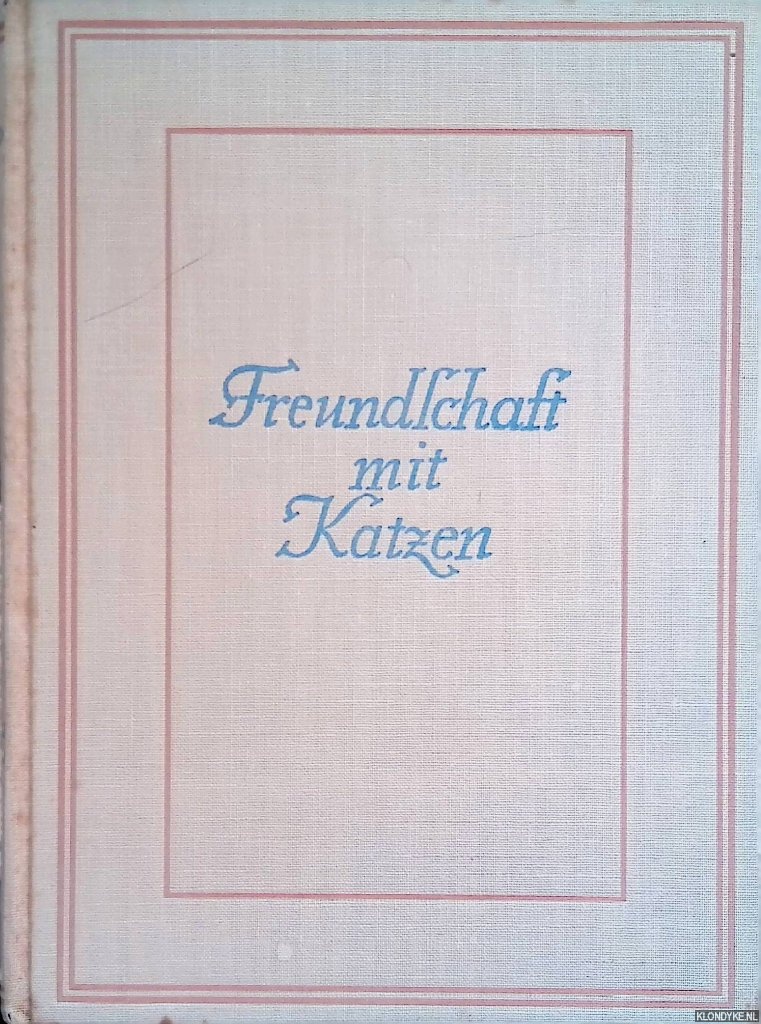 Freundſchaft
mit
Katzen
KLONDYKE.NL